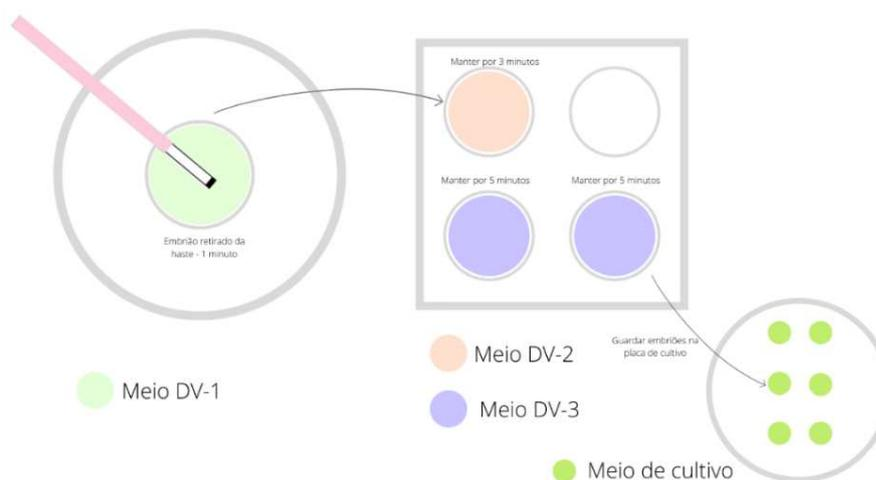 Manter por 3 minutos
Manter por 5 minutos
Manter por 5 minutos
Embrião retirado da
haste - 1 minuto
Guardar embriões na
placa de cultivo
Meio DV-1
Meio DV-2
Meio DV-3
Meio de cultivo